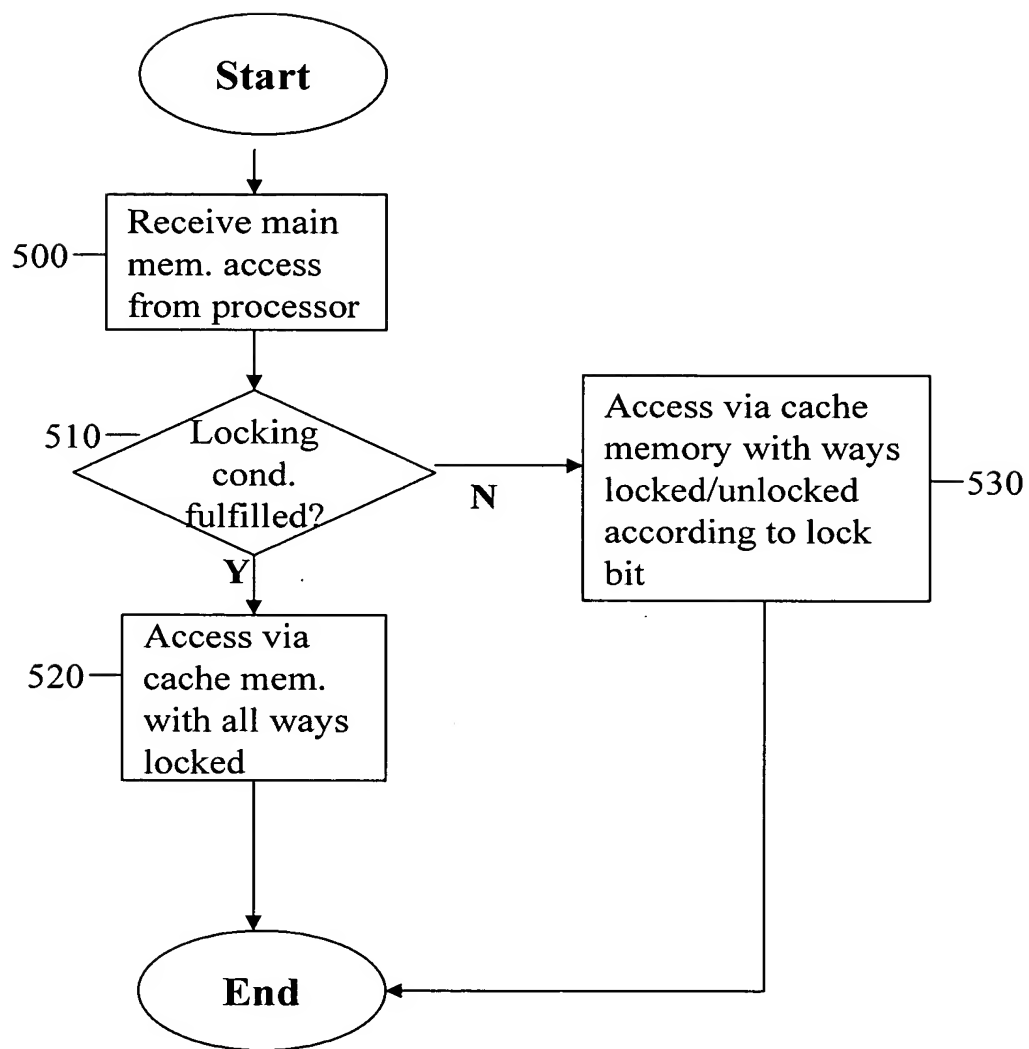 Start
500
Receive main
mem. access
from processor
510
Locking
cond.
fulfilled?
N
Y
Access via cache
memory with ways
locked/unlocked
according to lock
bit
530
520
Access via
cache mem.
with all ways
locked
End